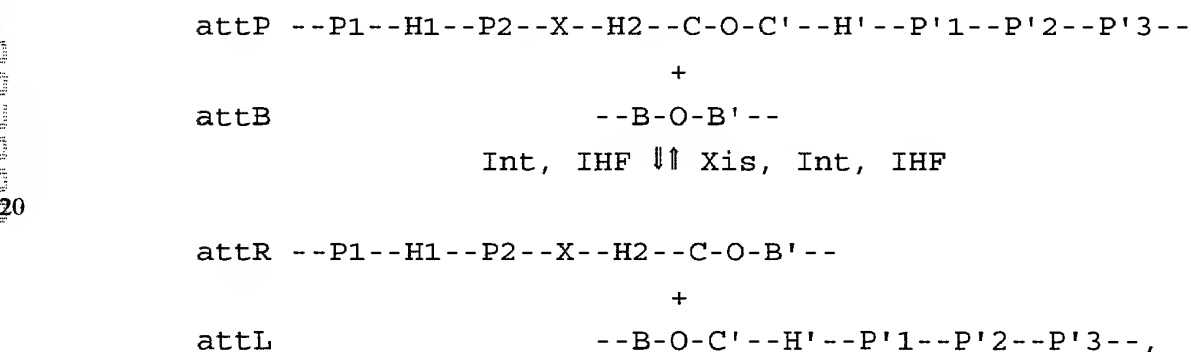 attP --P1--H1--P2--X--H2--C-O-C'--H'--P'1--P'2--P'3--
+
attB --B-O-B'--
Int, IHF ⇓⇑ Xis, Int, IHF
20
attR --P1--H1--P2--X--H2--C-O-B'--
+
attL --B-O-C'--H'--P'1--P'2--P'3--,